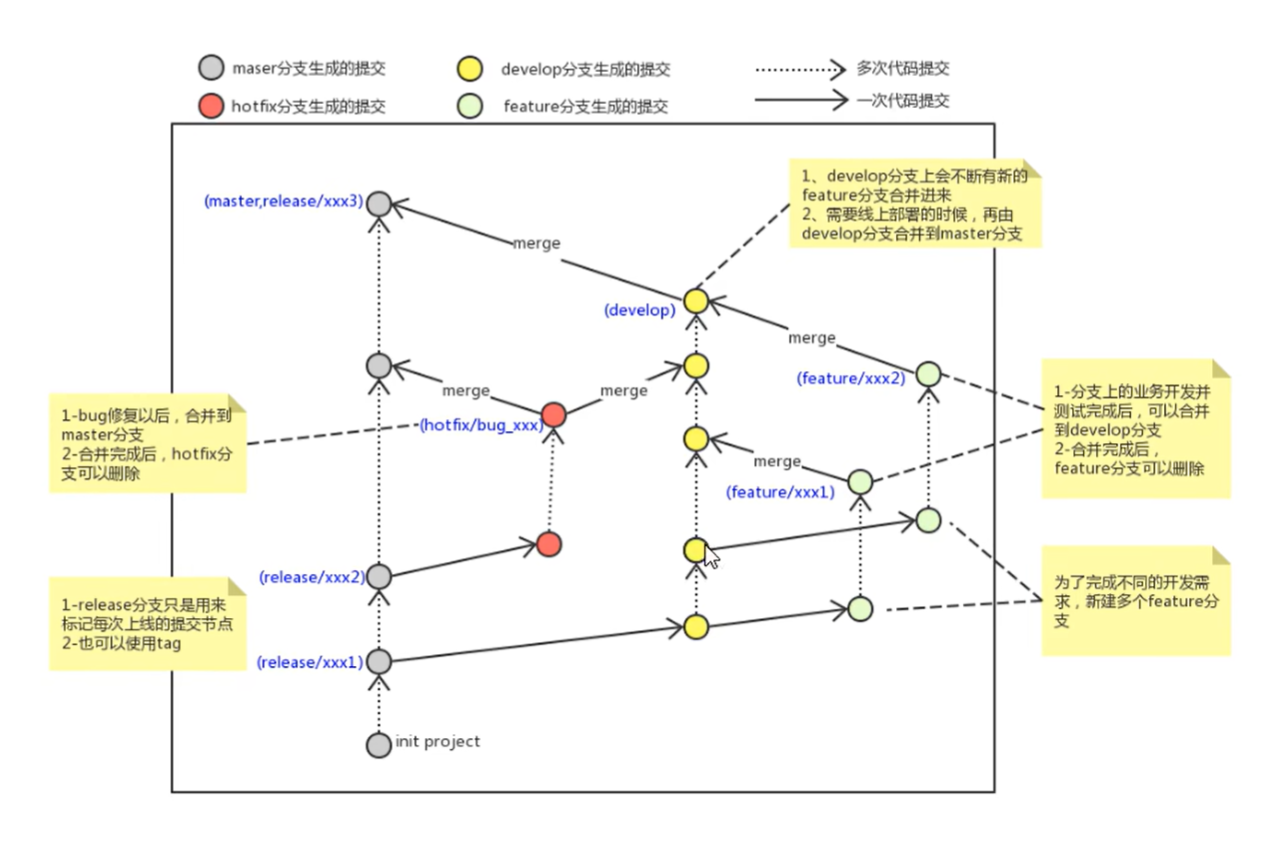 maser分支生成的提交
develop分支生成的提交
多次代码提交
hotfix分支生成的提交
feature分支生成的提交
一次代码提交
1、develop分支上会不断有新的
feature分支合并进来
2、需要线上部署的时候，再由
develop分支合并到master分支
(master,release/xxx3)
merge
(develop)
merge
(feature/xxx2)
merge
merge
1-分支上的业务开发并
测试完成后，可以合并
到develop分支
2-合并完成后，
feature分支可以删除
1-bug修复以后，合并到
master分支
2-合并完成后，hotfix分
支可以删除
(hotfix/bug_xxx)
merge
(feature/xxx1)
(release/xxx2)
1-release分支只是用来
标记每次上线的提交节点
2-也可以使用tag
为了完成不同的开发需
求，新建多个feature分
支
(release/xxx1)
init project